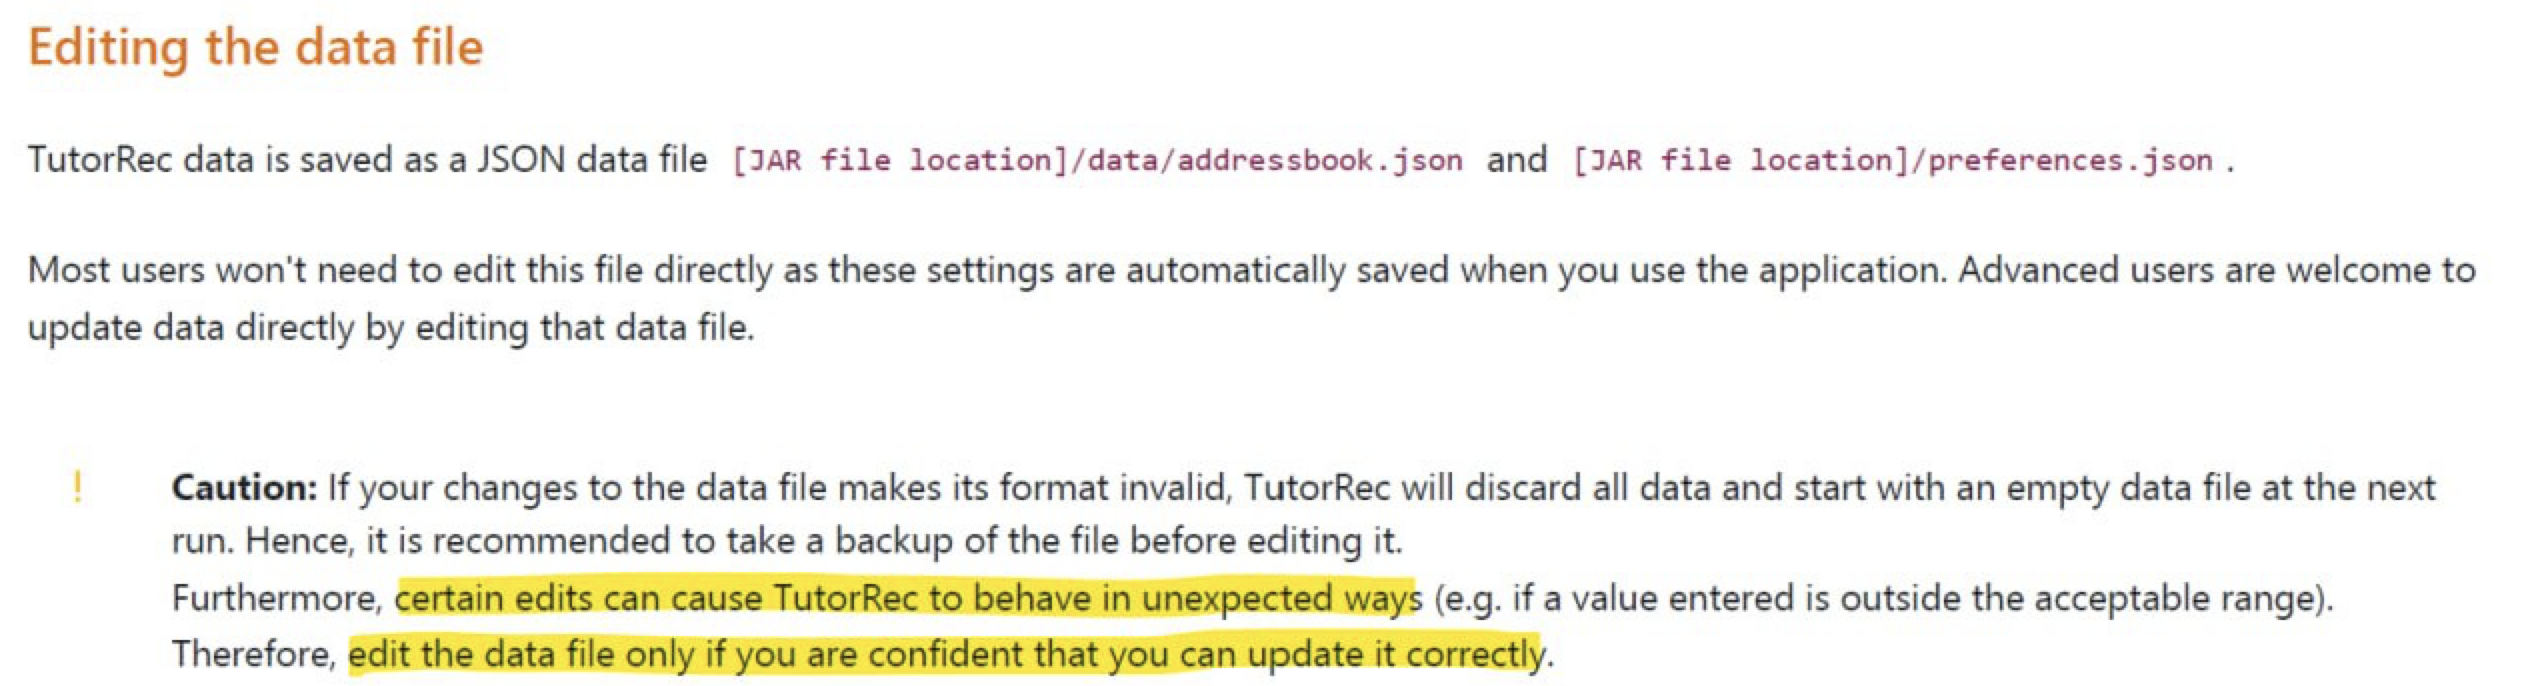 Editing the data file
TutorRec data is saved as a JSON data file [JAR file location]/data/addressbook.json and [JAR file location]/preferences.json .
Most users won't need to edit this file directly as these settings are automatically saved when you use the application. Advanced users are welcome to
update data directly by editing that data file.
! Caution: If your changes to the data file makes its format invalid, TutorRec will discard all data and start with an empty data file at the next
run. Hence, it is recommended to take a backup of the file before editing it.
Furthermore, certain edits can cause TutorRec to behave in unexpected ways (e.g. if a value entered is outside the acceptable range).
Therefore, edit the data file only if you are confident that you can update it correctly.